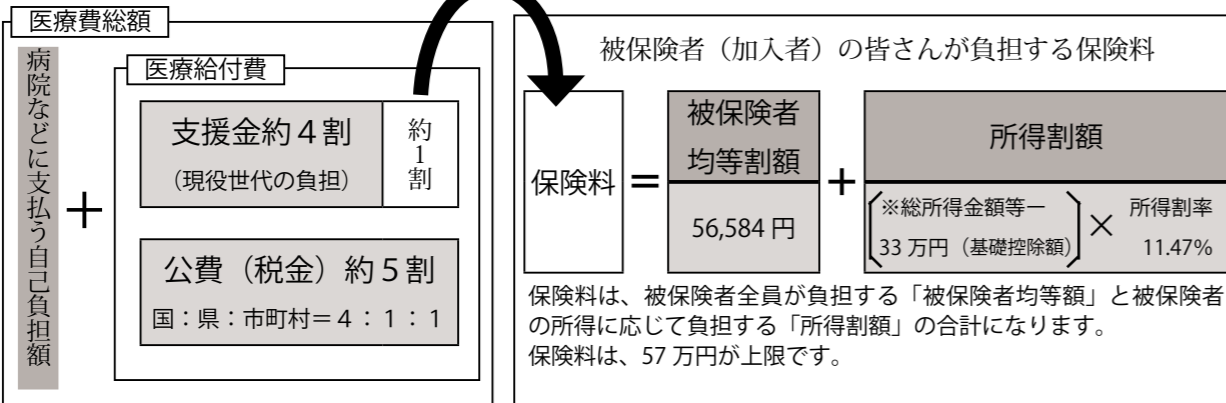 医療費総額
病院などに支払う自己負担額
+
医療給付費
支援金約4割
(現役世代の負担)
約1割
公費（税金）約5割
国：県：市町村＝4：1：1
被保険者（加入者）の皆さんが負担する保険料
保険料
=
被保険者
均等割額
56,584円
+
所得割額
※総所得金額等ー
33万円（基礎控除額）
×
所得割率
11.47%
保険料は、被保険者全員が負担する「被保険者均等額」と被保険者
の所得に応じて負担する「所得割額」の合計になります。
保険料は、57万円が上限です。